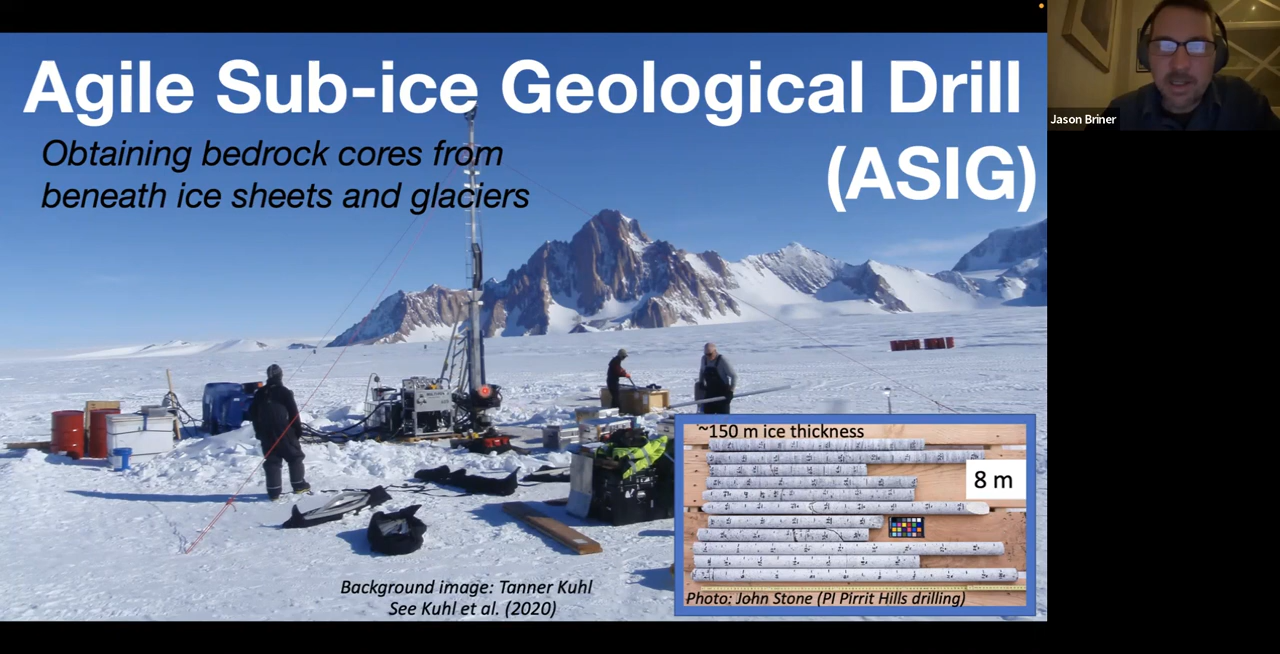 Agile Sub-ice Geological Drill
(ASIG)
Obtaining bedrock cores from
beneath ice sheets and glaciers
Jason Briner
~150 m ice thickness
8 m
Photo: John Stone (PI Pirrit Hills drilling)
Background image: Tanner Kuhl
See Kuhl et al. (2020)